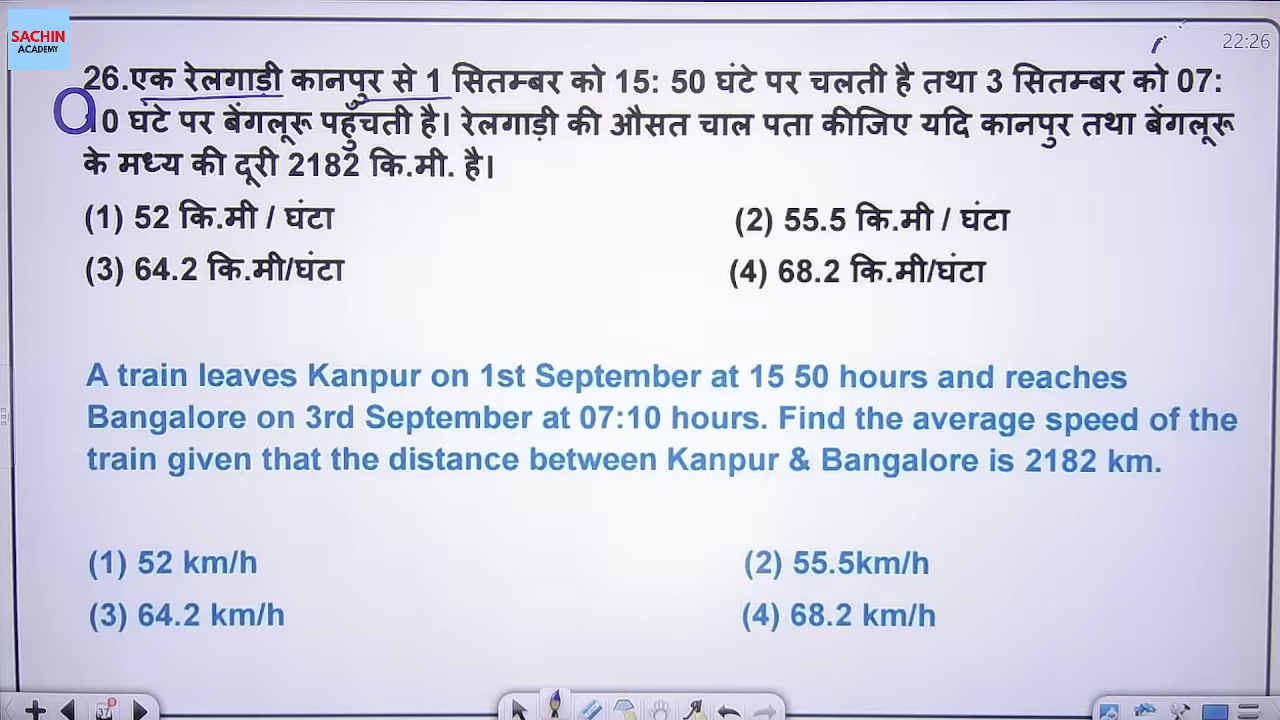 SACHIN
ACADEMY
22:26
26.एक रेलगाड़ी कानपुर से 1 सितम्बर को 15: 50 घंटे पर चलती है तथा 3 सितम्बर को 07:
10 घंटे पर बेंगलूरू पहुँचती है। रेलगाड़ी की औसत चाल पता कीजिए यदि कानपुर तथा बेंगलूरू
के मध्य की दूरी 2182 कि.मी. है।
(1) 52 कि.मी / घंटा (2) 55.5 कि.मी / घंटा
(3) 64.2 कि.मी/घंटा (4) 68.2 कि.मी/घंटा
A train leaves Kanpur on 1st September at 15 50 hours and reaches
Bangalore on 3rd September at 07:10 hours. Find the average speed of the
train given that the distance between Kanpur & Bangalore is 2182 km.
(1) 52 km/h (2) 55.5km/h
(3) 64.2 km/h (4) 68.2 km/h
37